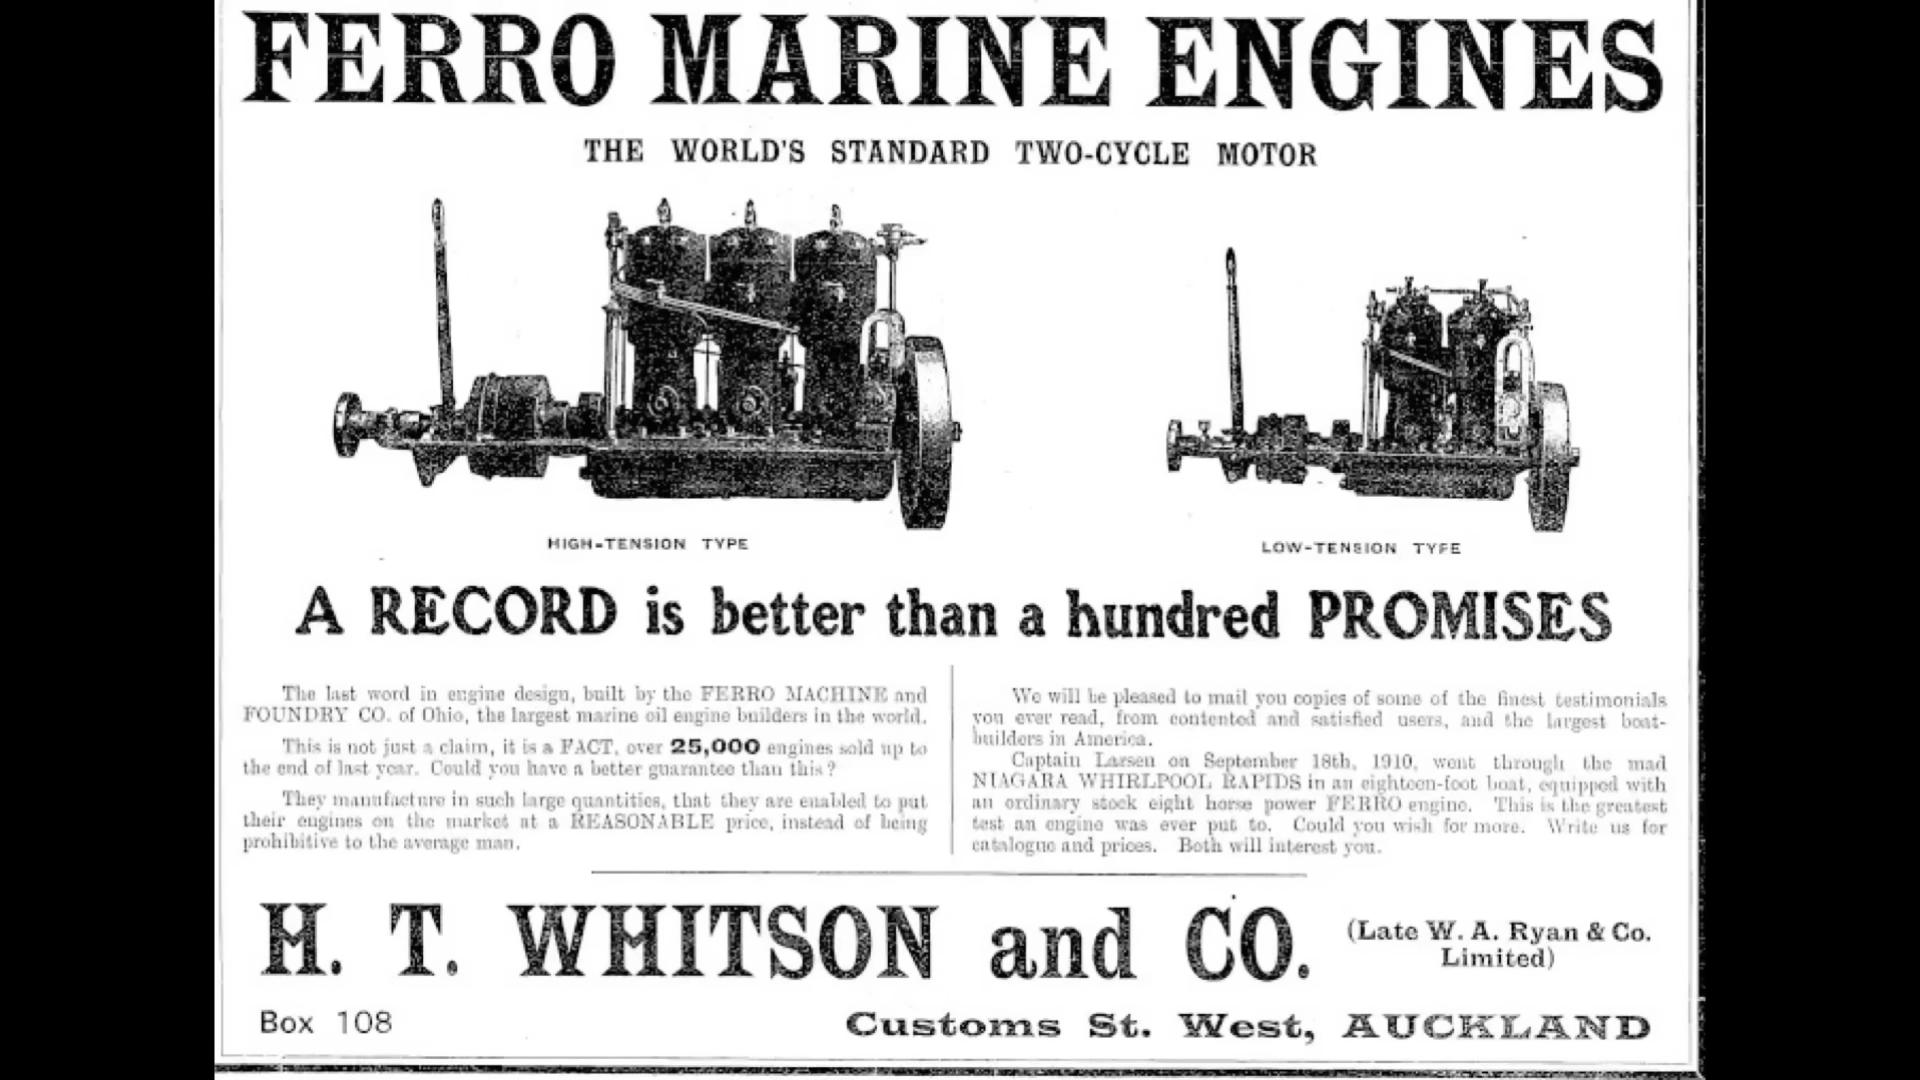 FERRO MARINE ENGINES
THE WORLD'S STANDARD TWO-CYCLE MOTOR
HIGH-TENSION TYPE
LOW-TENSION TYPE
A RECORD is better than a hundred PROMISES
The last word in engine design, built by the FERRO MACHINE and
FOUNDRY CO. of Ohio, the largest marine oil engine builders in the world.
This is not just a claim, it is a FACT, over 25,000 engines sold up to
the end of last year. Could you have a better guarantee than this?
They manufacture in such large quantities, that they are enabled to put
their engines on the market at a REASONABLE price, instead of being
prohibitive to the average man.
We will be pleased to mail you copies of some of the finest testimonials
you ever read, from contented and satisfied users, and the largest boat-
builders in America.
Captain Larsen on September 18th, 1910, went through the mad
NIAGARA WHIRLPOOL RAPIDS in an eighteen-foot boat, equipped with
an ordinary stock eight horse power FERRO engine. This is the greatest
test an engine was ever put to. Could you wish for more. Write us for
catalogue and prices. Both will interest you.
H. T. WHITSON and CO.
(Late W. A. Ryan & Co.
Limited)
Box 108
Customs St. West, AUCKLAND